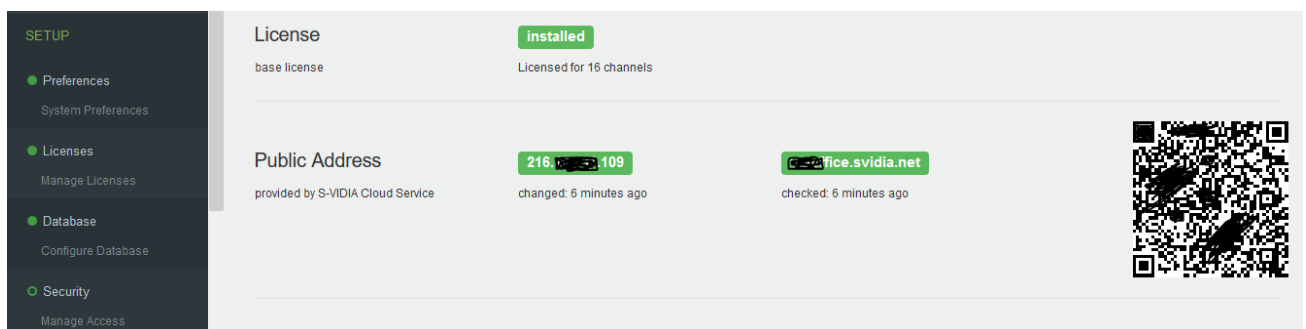 SETUP
Preferences
System Preferences
Licenses
Manage Licenses
Database
Configure Database
Security
Manage Access
License
installed
base license
Licensed for 16 channels
Public Address
216. .109
fice.svidia.net
provided by S-VIDIA Cloud Service
changed: 6 minutes ago
checked: 6 minutes ago